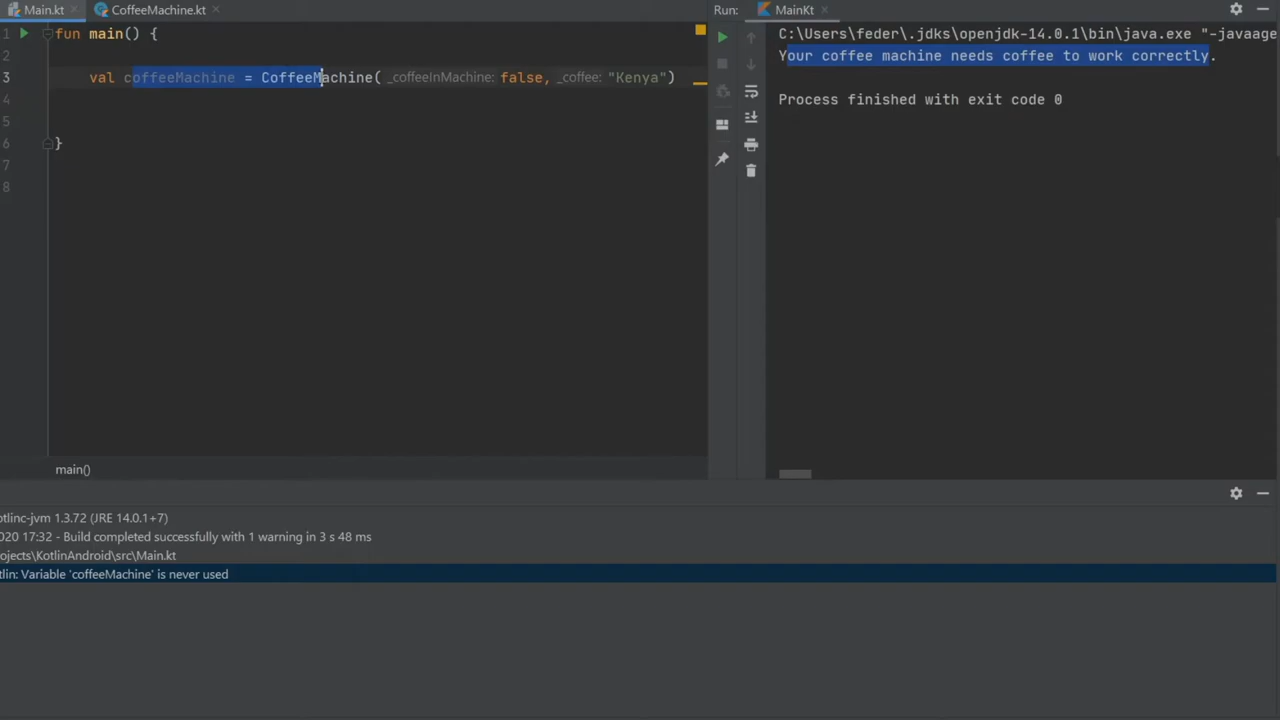 Main.kt
CoffeeMachine.kt
1 fun main() {
2
3 val coffeeMachine = CoffeeMachine( _coffeeInMachine: false, _coffee: "Kenya")
4
5
6 }
7
8
main()
Run: MainKt
C:\Users\feder\.jdks\openjdk-14.0.1\bin\java.exe "-javaage
Your coffee machine needs coffee to work correctly.
Process finished with exit code 0
otlinc-jvm 1.3.72 (JRE 14.0.1+7)
020 17:32 - Build completed successfully with 1 warning in 3 s 48 ms
ojects\KotlinAndroid\src\Main.kt
tlin: Variable 'coffeeMachine' is never used